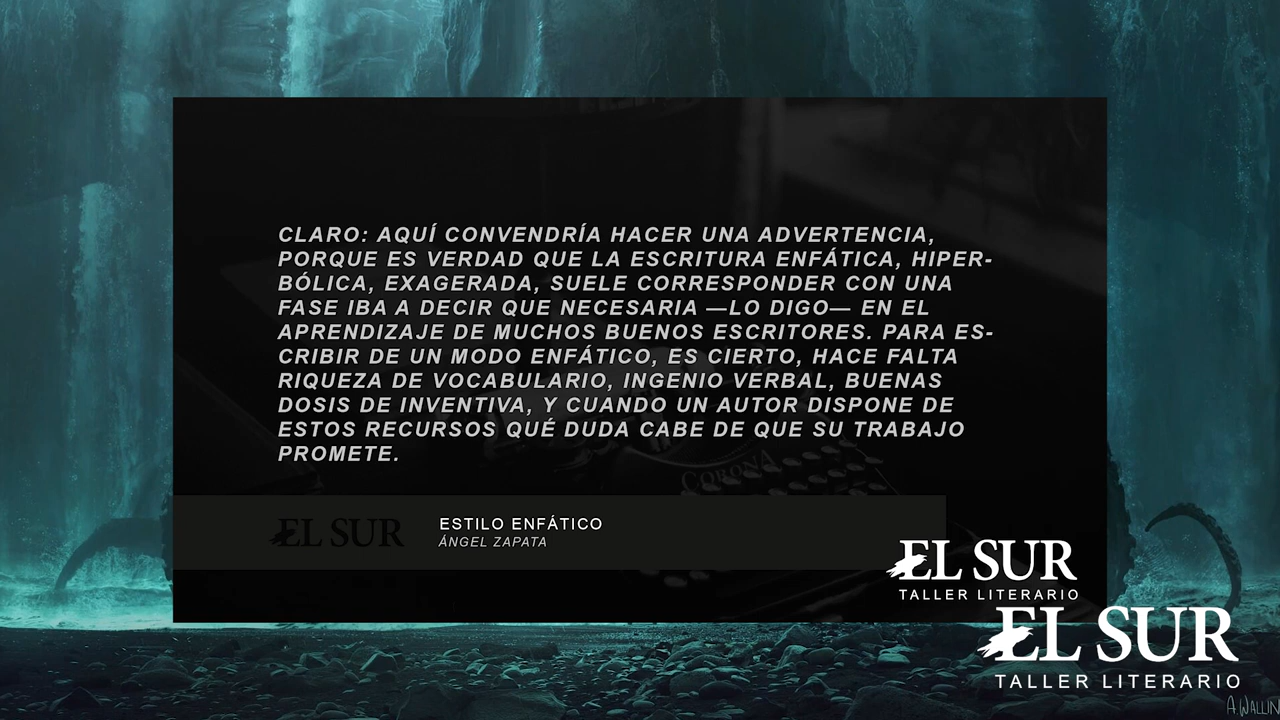 CLARO: AQUÍ CONVENDRÍA HACER UNA ADVERTENCIA,
PORQUE ES VERDAD QUE LA ESCRITURA ENFÁTICA, HIPER-
BÓLICA, EXAGERADA, SUELE CORRESPONDER CON UNA
FASE IBA A DECIR QUE NECESARIA —LO DIGO— EN EL
APRENDIZAJE DE MUCHOS BUENOS ESCRITORES. PARA ES-
CRIBIR DE UN MODO ENFÁTICO, ES CIERTO, HACE FALTA
RIQUEZA DE VOCABULARIO, INGENIO VERBAL, BUENAS
DOSIS DE INVENTIVA, Y CUANDO UN AUTOR DISPONE DE
ESTOS RECURSOS QUÉ DUDA CABE DE QUE SU TRABAJO
PROMETE.
CORONA
EL SUR
ESTILO ENFÁTICO
ÁNGEL ZAPATA
EL SUR
TALLER LITERARIO
EL SUR
TALLER LITERARIO
A.WALLIN